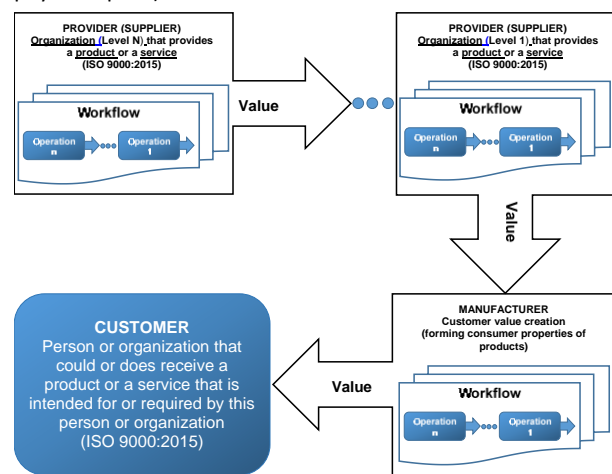 PROVIDER (SUPPLIER)
Organization (Level N) that provides
a product or a service
(ISO 9000:2015)
Workflow
Operation
n
Operation
1
Value
PROVIDER (SUPPLIER)
Organization (Level 1) that provides
a product or a service
(ISO 9000:2015)
Workflow
Operation
n
Operation
1
Value
MANUFACTURER
Customer value creation
(forming consumer properties of
products)
Workflow
Operation
n
Operation
1
Value
CUSTOMER
Person or organization that
could or does receive a
product or a service that is
intended for or required by this
person or organization
(ISO 9000:2015)